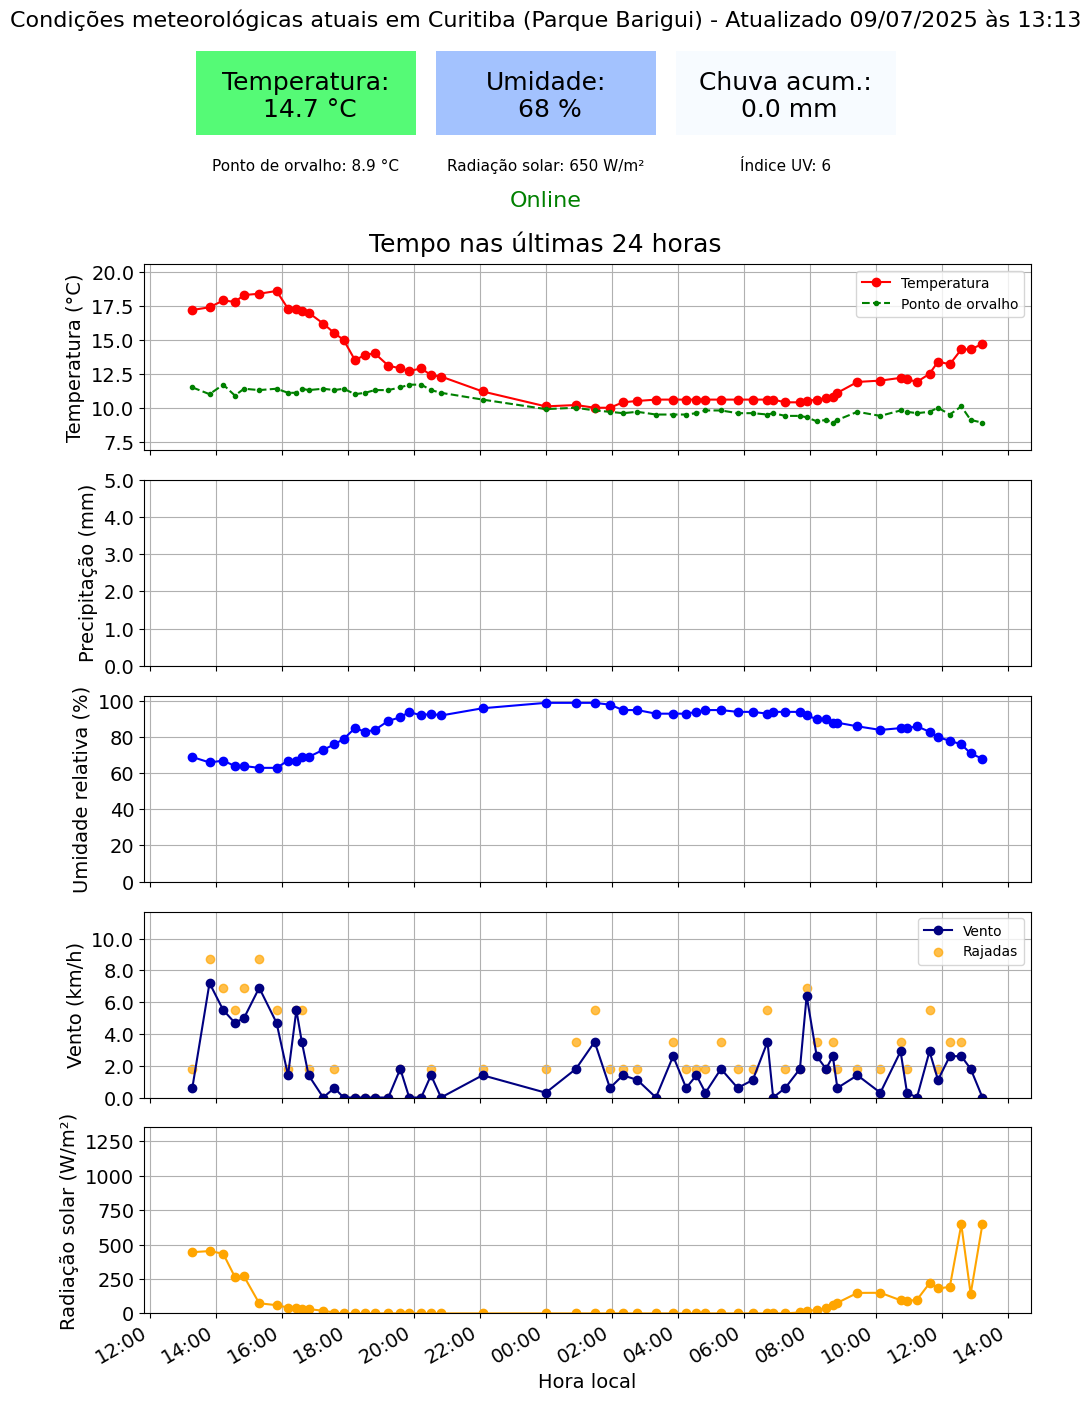 Condições meteorológicas atuais em Curitiba (Parque Barigui) - Atualizado 09/07/2025 às 13:13
Temperatura:
14.7 °C
Umidade:
68 %
Chuva acum.:
0.0 mm
Ponto de orvalho: 8.9 °C
Radiação solar: 650 W/m²
Índice UV: 6
Online
Tempo nas últimas 24 horas
Temperatura (°C)
20.0
17.5
15.0
12.5
10.0
7.5
Temperatura
Ponto de orvalho
Precipitação (mm)
5.0
4.0
3.0
2.0
1.0
0.0
Umidade relativa (%)
100
80
60
40
20
0
Vento (km/h)
10.0
8.0
6.0
4.0
2.0
0.0
Vento
Rajadas
Radiação solar (W/m²)
1250
1000
750
500
250
0
12:00
14:00
16:00
18:00
20:00
22:00
00:00
02:00
04:00
06:00
08:00
10:00
12:00
14:00
Hora local